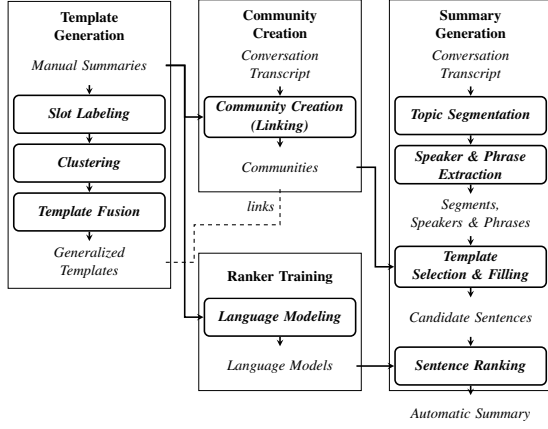 Template
Generation
Manual Summaries
Slot Labeling
Clustering
Template Fusion
Generalized
Templates
Community
Creation
Conversation
Transcript
Community Creation
(Linking)
Communities
links
Ranker Training
Language Modeling
Language Models
Summary
Generation
Conversation
Transcript
Topic Segmentation
Speaker & Phrase
Extraction
Segments,
Speakers & Phrases
Template
Selection & Filling
Candidate Sentences
Sentence Ranking
Automatic Summary